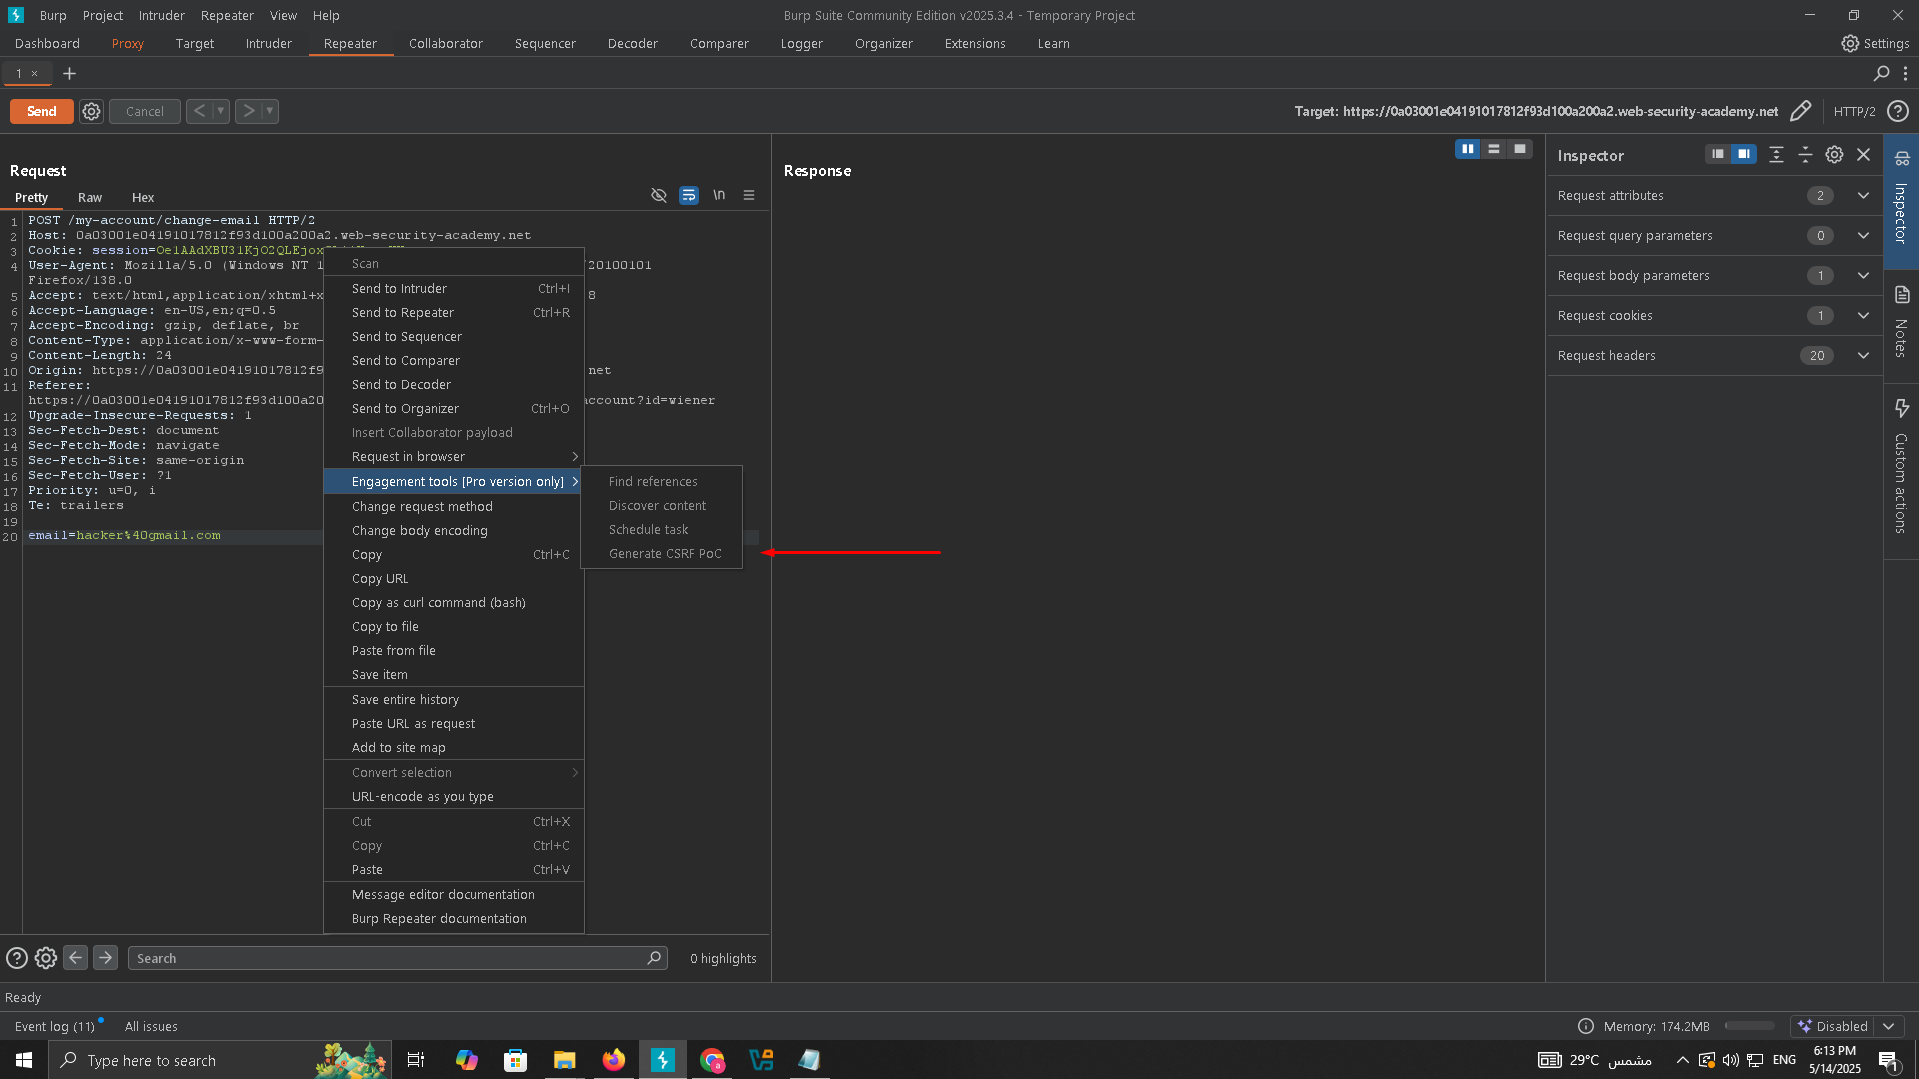 Burp Project Intruder Repeater View Help
Burp Suite Community Edition v2025.3.4 - Temporary Project
Dashboard Proxy Target Intruder Repeater Collaborator Sequencer Decoder Comparer Logger Organizer Extensions Learn
Settings
1 × +
Send Cancel < >
Target: https://0a03001e04191017812f93d100a200a2.web-security-academy.net HTTP/2
Request
Pretty Raw Hex
\n
1 POST /my-account/change-email HTTP/2
2 Host: 0a03001e04191017812f93d100a200a2.web-security-academy.net
3 Cookie: session=
4 User-Agent: Mozilla/5.0 (Windows NT 1 20100101
Firefox/138.0
5 Accept: text/html,application/xhtml+x 8
6 Accept-Language: en-US,en;q=0.5
7 Accept-Encoding: gzip, deflate, br
8 Content-Type: application/x-www-form-
9 Content-Length: 24
10 Origin: https://0a03001e04191017812f9 net
11 Referer:
https://0a03001e04191017812f93d100a20 account?id=wiener
12 Upgrade-Insecure-Requests: 1
13 Sec-Fetch-Dest: document
14 Sec-Fetch-Mode: navigate
15 Sec-Fetch-Site: same-origin
16 Sec-Fetch-User: ?1
17 Priority: u=0, i
18 Te: trailers
19
20 email=hacker%40gmail.com
Scan
Send to Intruder Ctrl+I
Send to Repeater Ctrl+R
Send to Sequencer
Send to Comparer
Send to Decoder
Send to Organizer Ctrl+O
Insert Collaborator payload
Request in browser
Engagement tools [Pro version only]
Change request method
Change body encoding
Copy Ctrl+C
Copy URL
Copy as curl command (bash)
Copy to file
Paste from file
Save item
Save entire history
Paste URL as request
Add to site map
Convert selection
URL-encode as you type
Cut Ctrl+X
Copy Ctrl+C
Paste Ctrl+V
Message editor documentation
Burp Repeater documentation
Find references
Discover content
Schedule task
Generate CSRF PoC
Response
Inspector
Request attributes 2
Request query parameters 0
Request body parameters 1
Request cookies 1
Request headers 20
Inspector
Notes
Custom actions
Search
0 highlights
Ready
Event log (11) All issues
Memory: 174.2MB
Disabled
Type here to search
29°C مشمس
ENG
6:13 PM
5/14/2025
1